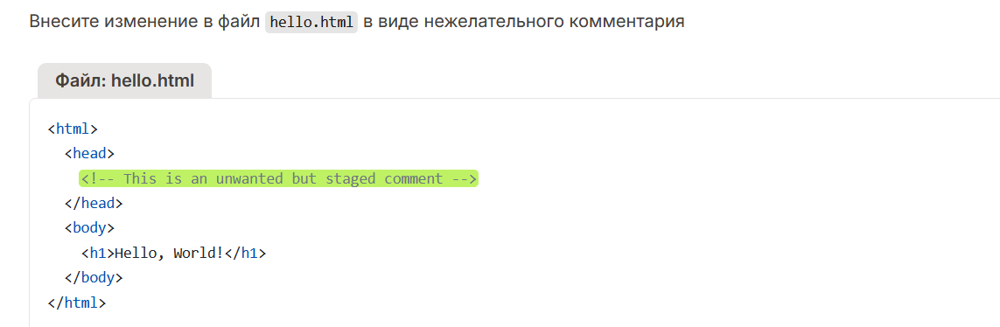 Внесите изменение в файл hello.html в виде нежелательного комментария
Файл: hello.html
<html>
  <head>
    <!-- This is an unwanted but staged comment -->
  </head>
  <body>
    <h1>Hello, World!</h1>
  </body>
</html>